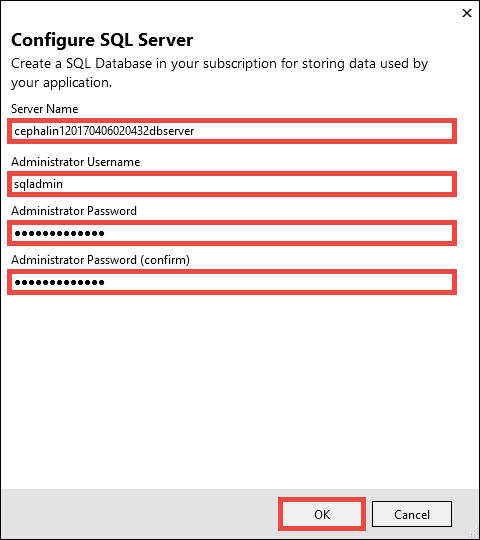 Configure SQL Server
Create a SQL Database in your subscription for storing data used by
your application.
Server Name
cephalin120170406020432dbserver
Administrator Username
sqladmin
Administrator Password
●●●●●●●●●●●●●
Administrator Password (confirm)
●●●●●●●●●●●●●
OK Cancel